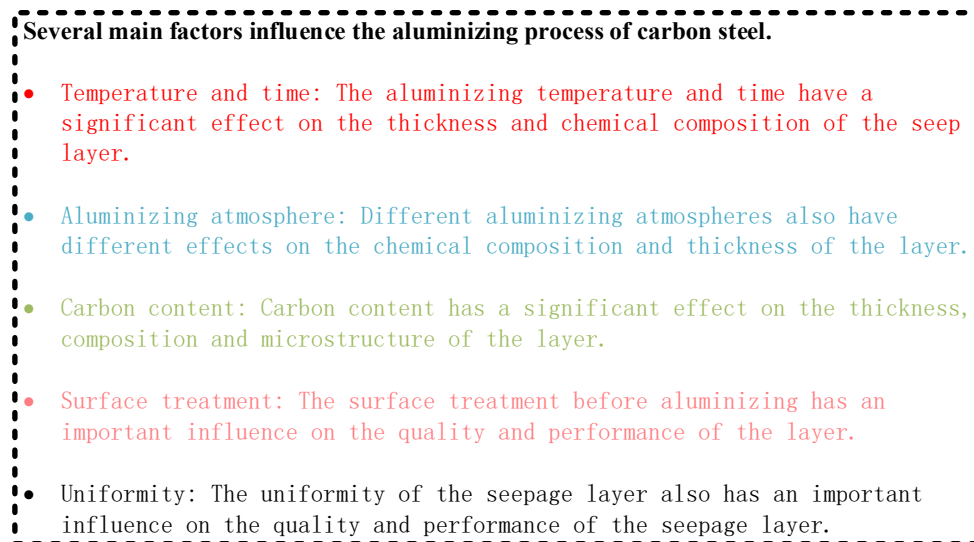 Several main factors influence the aluminizing process of carbon steel.
• Temperature and time: The aluminizing temperature and time have a
significant effect on the thickness and chemical composition of the seep
layer.
• Aluminizing atmosphere: Different aluminizing atmospheres also have
different effects on the chemical composition and thickness of the layer.
• Carbon content: Carbon content has a significant effect on the thickness,
composition and microstructure of the layer.
• Surface treatment: The surface treatment before aluminizing has an
important influence on the quality and performance of the layer.
• Uniformity: The uniformity of the seepage layer also has an important
influence on the quality and performance of the seepage layer.